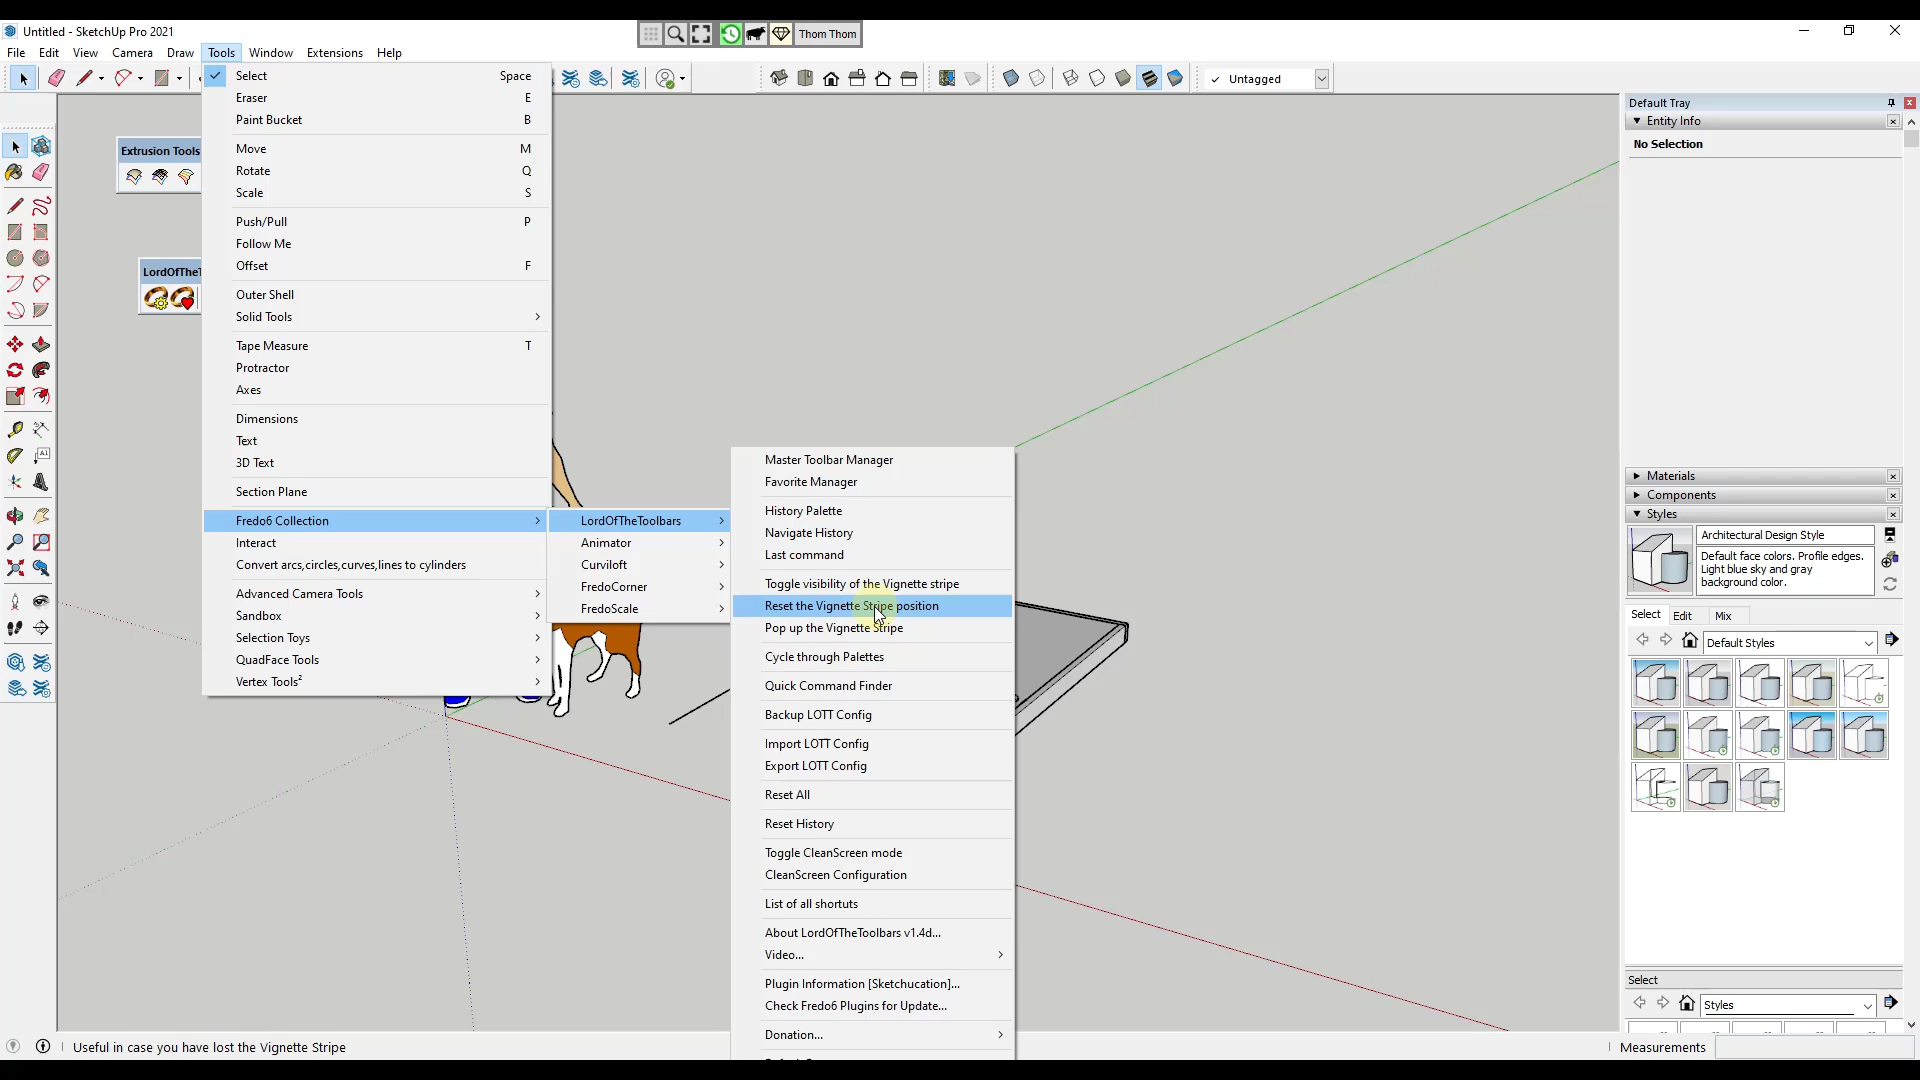 Untitled - SketchUp Pro 2021
Thom Thom
File Edit View Camera Draw Tools Window Extensions Help
Untagged
Select Space
Eraser E
Paint Bucket B
Move M
Rotate Q
Scale S
Push/Pull P
Follow Me
Offset F
Outer Shell
Solid Tools
Tape Measure T
Protractor
Axes
Dimensions
Text
3D Text
Section Plane
Fredo6 Collection
Interact
Convert arcs,circles,curves,lines to cylinders
Advanced Camera Tools
Sandbox
Selection Toys
QuadFace Tools
Vertex Tools²
Extrusion Tools
LordOfTheT
LordOfTheToolbars
Animator
Curviloft
FredoCorner
FredoScale
Master Toolbar Manager
Favorite Manager
History Palette
Navigate History
Last command
Toggle visibility of the Vignette stripe
Reset the Vignette Stripe position
Pop up the Vignette Stripe
Cycle through Palettes
Quick Command Finder
Backup LOTT Config
Import LOTT Config
Export LOTT Config
Reset All
Reset History
Toggle CleanScreen mode
CleanScreen Configuration
List of all shortuts
About LordOfTheToolbars v1.4d...
Video...
Plugin Information [Sketchucation]...
Check Fredo6 Plugins for Update...
Donation...
Default Tray
Entity Info
No Selection
Materials
Components
Styles
Architectural Design Style
Default face colors. Profile edges.
Light blue sky and gray
background color.
Select Edit Mix
Default Styles
Select
Styles
Useful in case you have lost the Vignette Stripe
Measurements